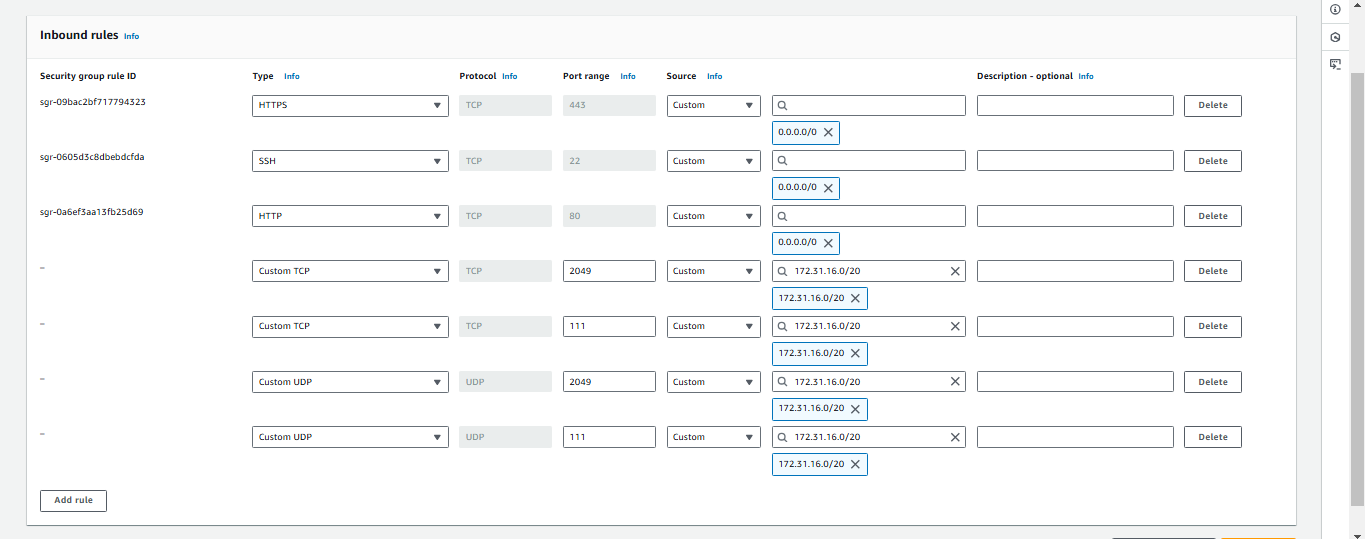 Inbound rules Info
Security group rule ID Type Info Protocol Info Port range Info Source Info Description - optional Info
sgr-09bac2bf717794323 HTTPS TCP 443 Custom Delete
0.0.0.0/0
sgr-0605d3c8dbebdcfda SSH TCP 22 Custom Delete
0.0.0.0/0
sgr-0a6ef3aa13fb25d69 HTTP TCP 80 Custom Delete
0.0.0.0/0
– Custom TCP TCP 2049 Custom 172.31.16.0/20 Delete
172.31.16.0/20
– Custom TCP TCP 111 Custom 172.31.16.0/20 Delete
172.31.16.0/20
– Custom UDP UDP 2049 Custom 172.31.16.0/20 Delete
172.31.16.0/20
– Custom UDP UDP 111 Custom 172.31.16.0/20 Delete
172.31.16.0/20
Add rule